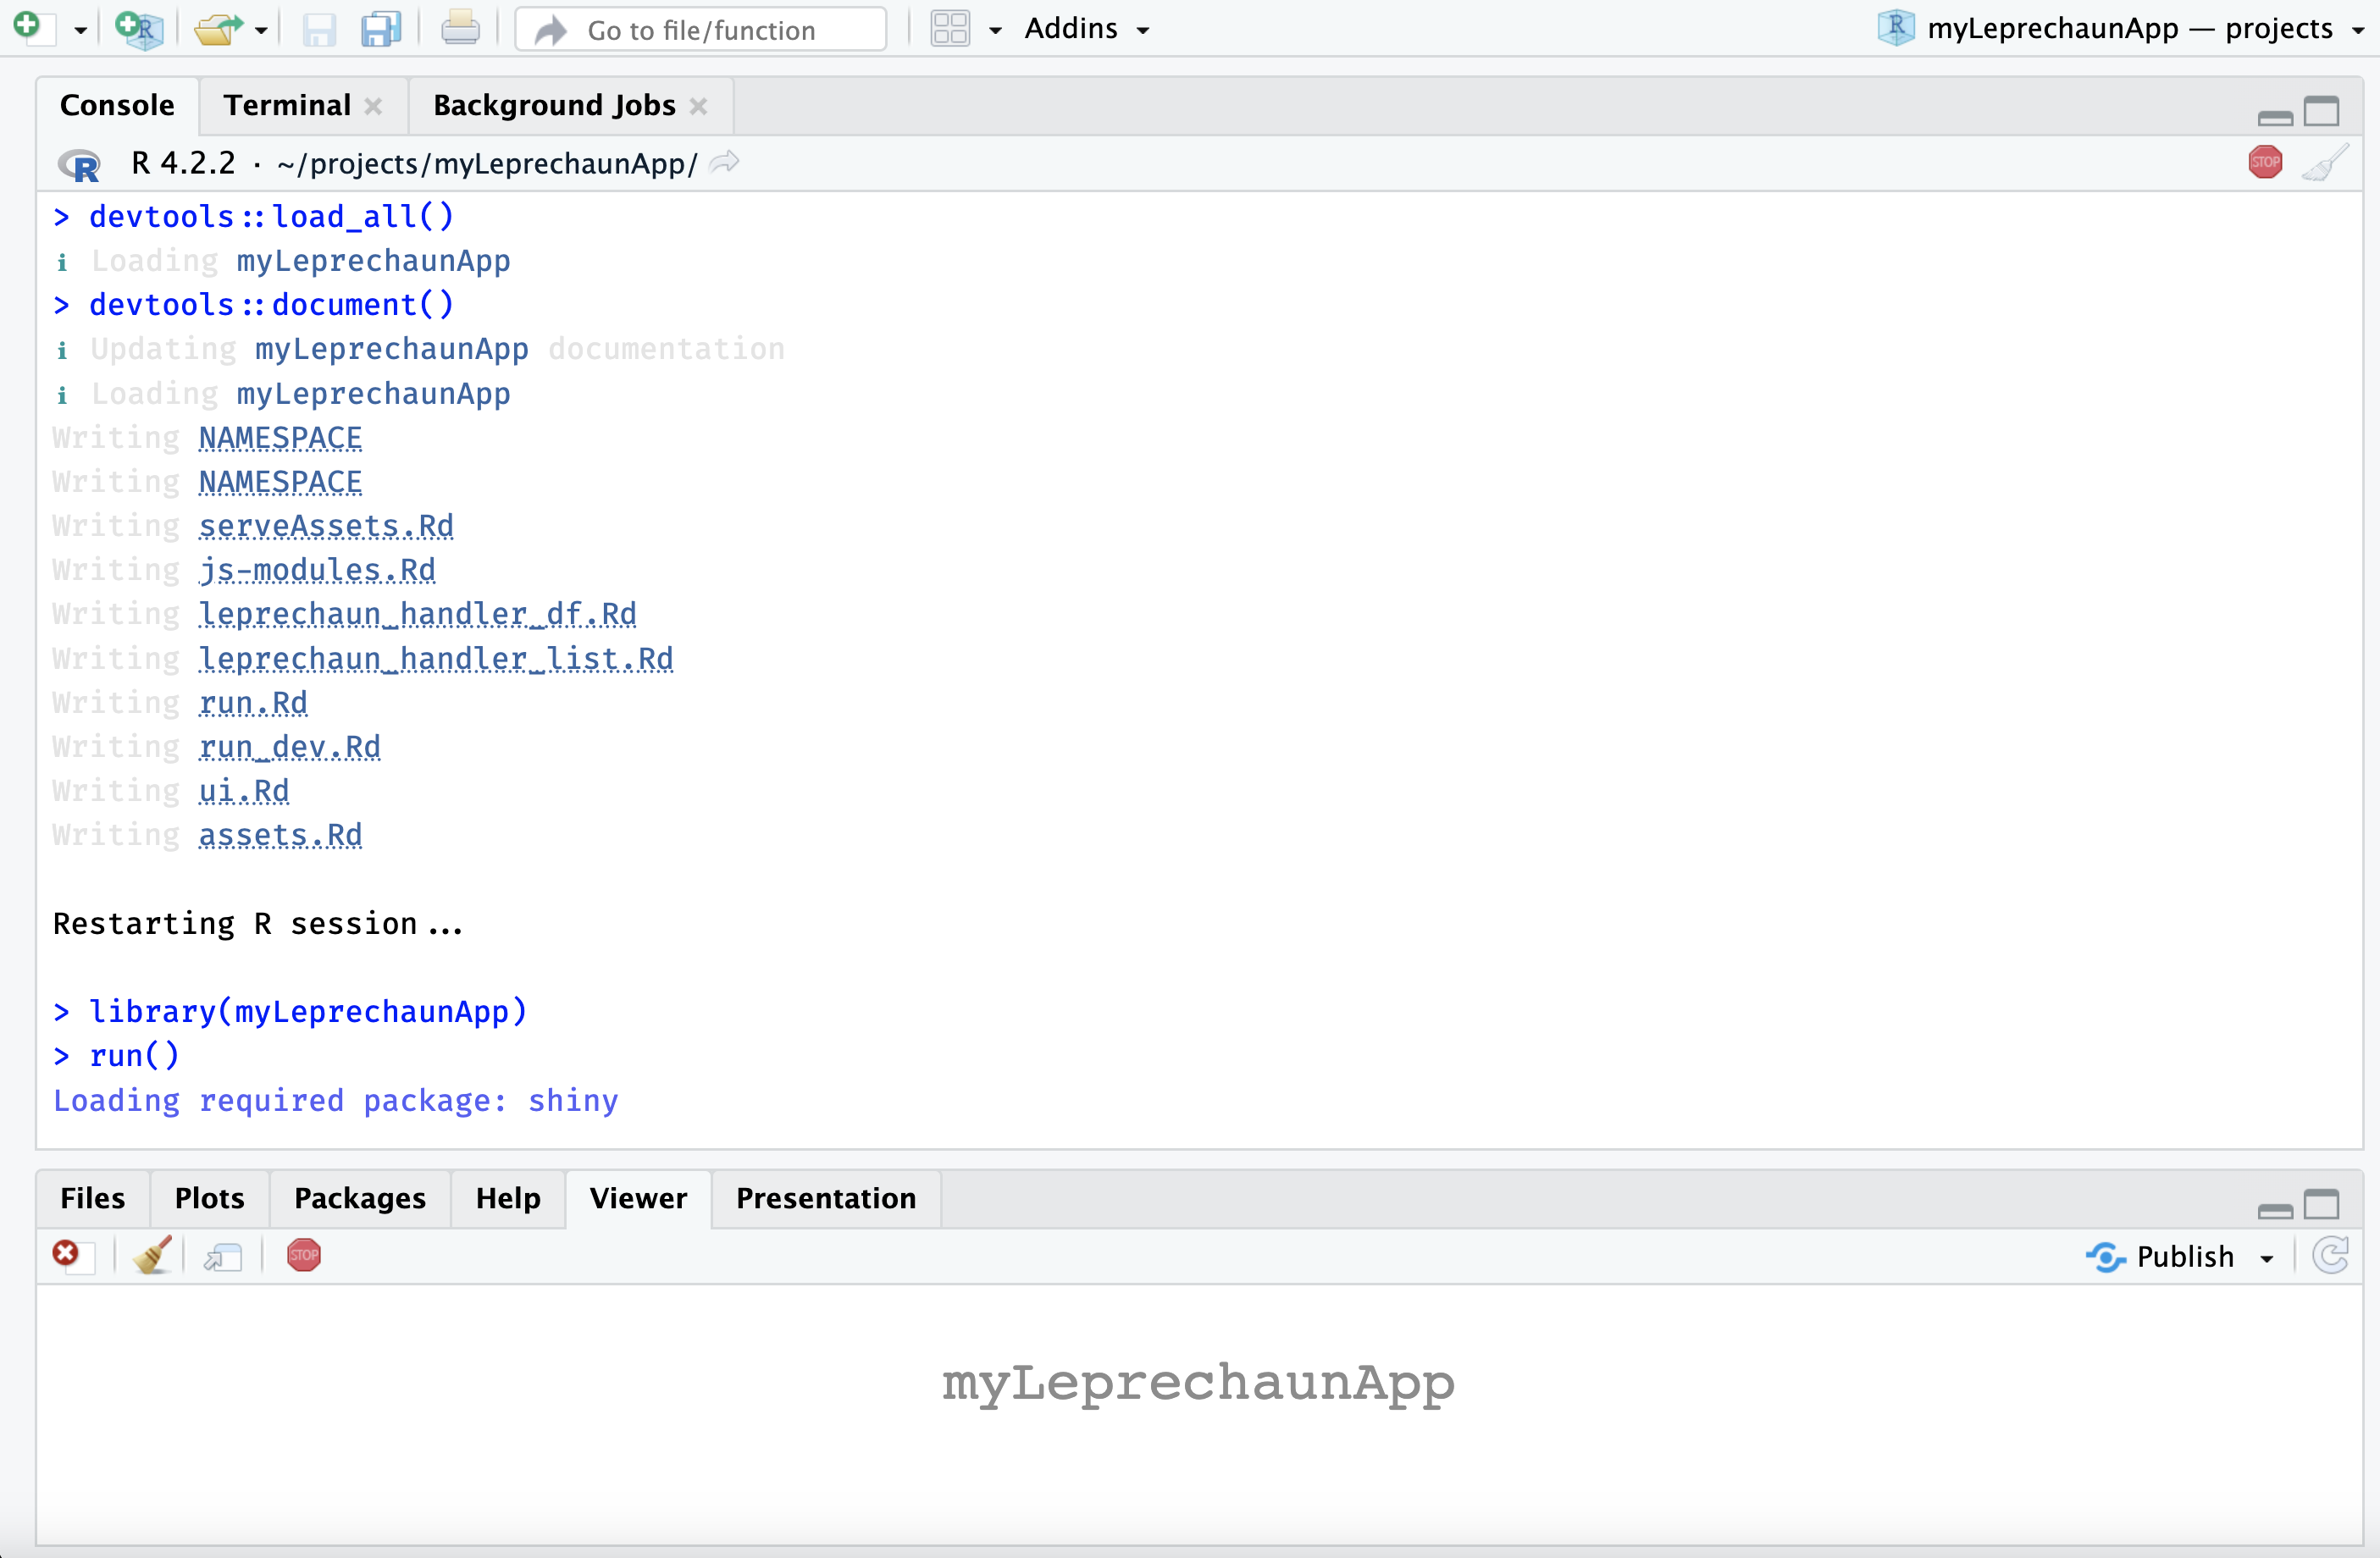 Go to file/function Addins myLeprechaunApp — projects
Console Terminal Background Jobs
R 4.2.2 · ~/projects/myLeprechaunApp/ STOP
> devtools::load_all()
ℹ Loading myLeprechaunApp
> devtools::document()
ℹ Updating myLeprechaunApp documentation
ℹ Loading myLeprechaunApp
Writing NAMESPACE
Writing NAMESPACE
Writing serveAssets.Rd
Writing js-modules.Rd
Writing leprechaun_handler_df.Rd
Writing leprechaun_handler_list.Rd
Writing run.Rd
Writing run_dev.Rd
Writing ui.Rd
Writing assets.Rd
Restarting R session...
> library(myLeprechaunApp)
> run()
Loading required package: shiny
Files Plots Packages Help Viewer Presentation
STOP Publish
myLeprechaunApp